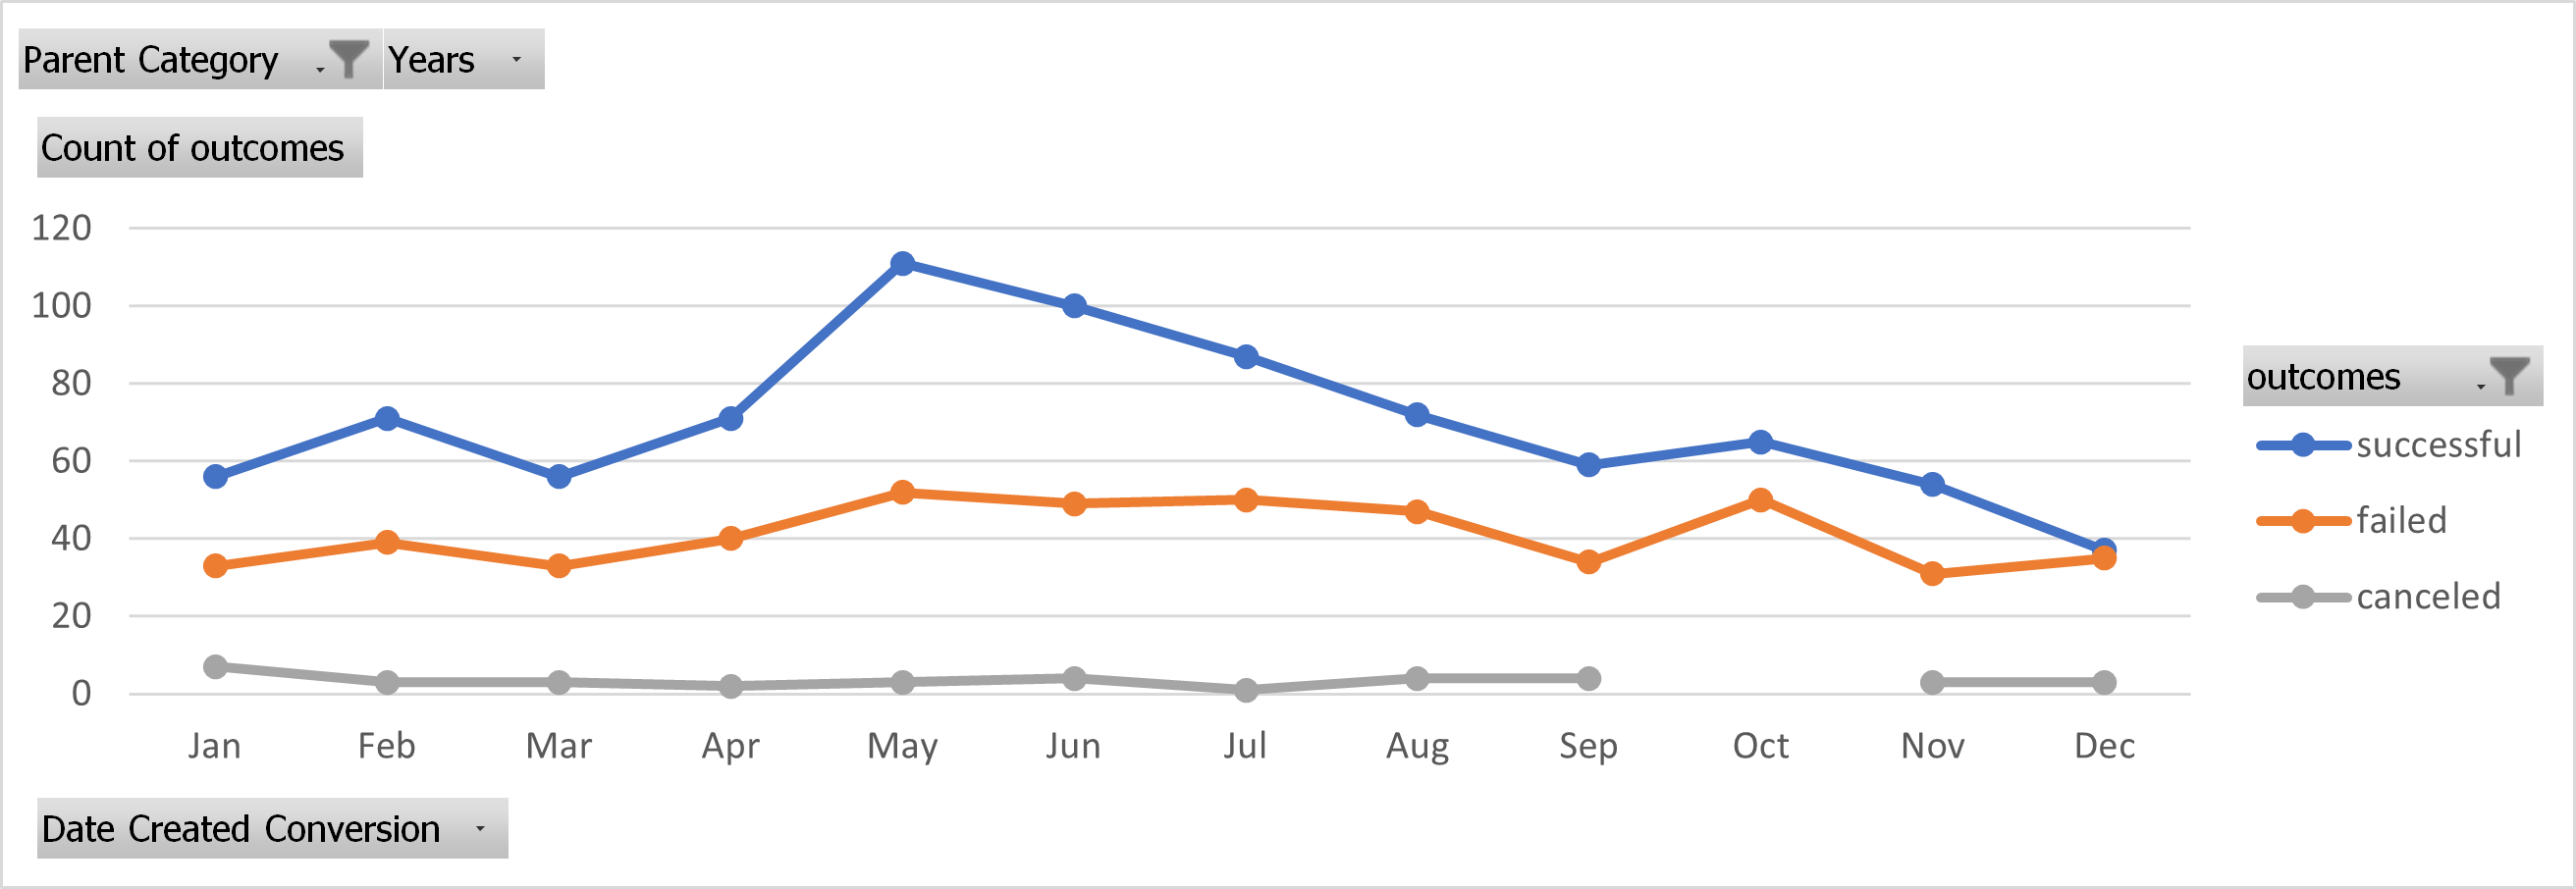 Parent Category Years
Count of outcomes
120
100
80
60
40
20
0
Jan Feb Mar Apr May Jun Jul Aug Sep Oct Nov Dec
outcomes
successful
failed
canceled
Date Created Conversion